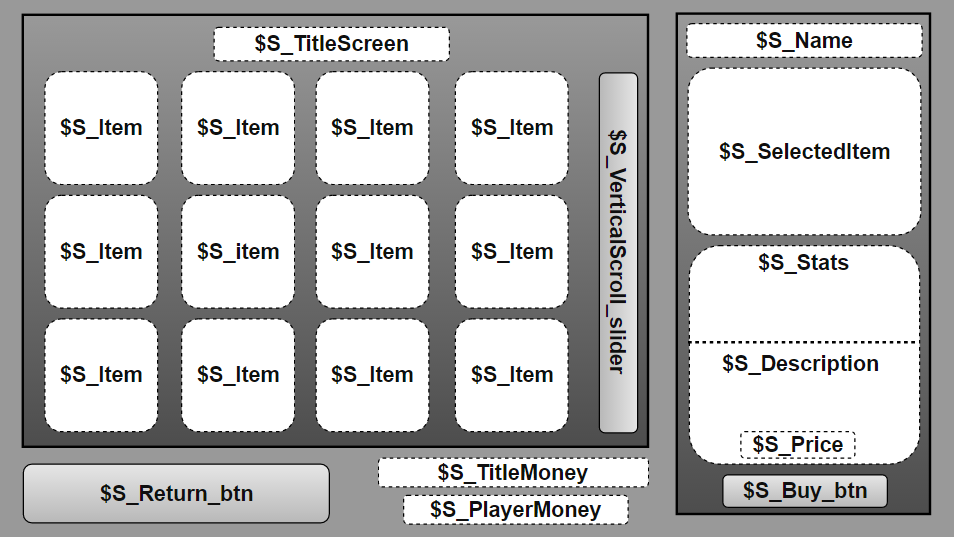 $S_TitleScreen
$S_Item $S_Item $S_Item $S_Item
$S_Item $S_item $S_Item $S_Item
$S_Item $S_Item $S_Item $S_Item
$S_VerticalScroll_slider
$S_Return_btn
$S_TitleMoney
$S_PlayerMoney
$S_Name
$S_SelectedItem
$S_Stats
$S_Description
$S_Price
$S_Buy_btn